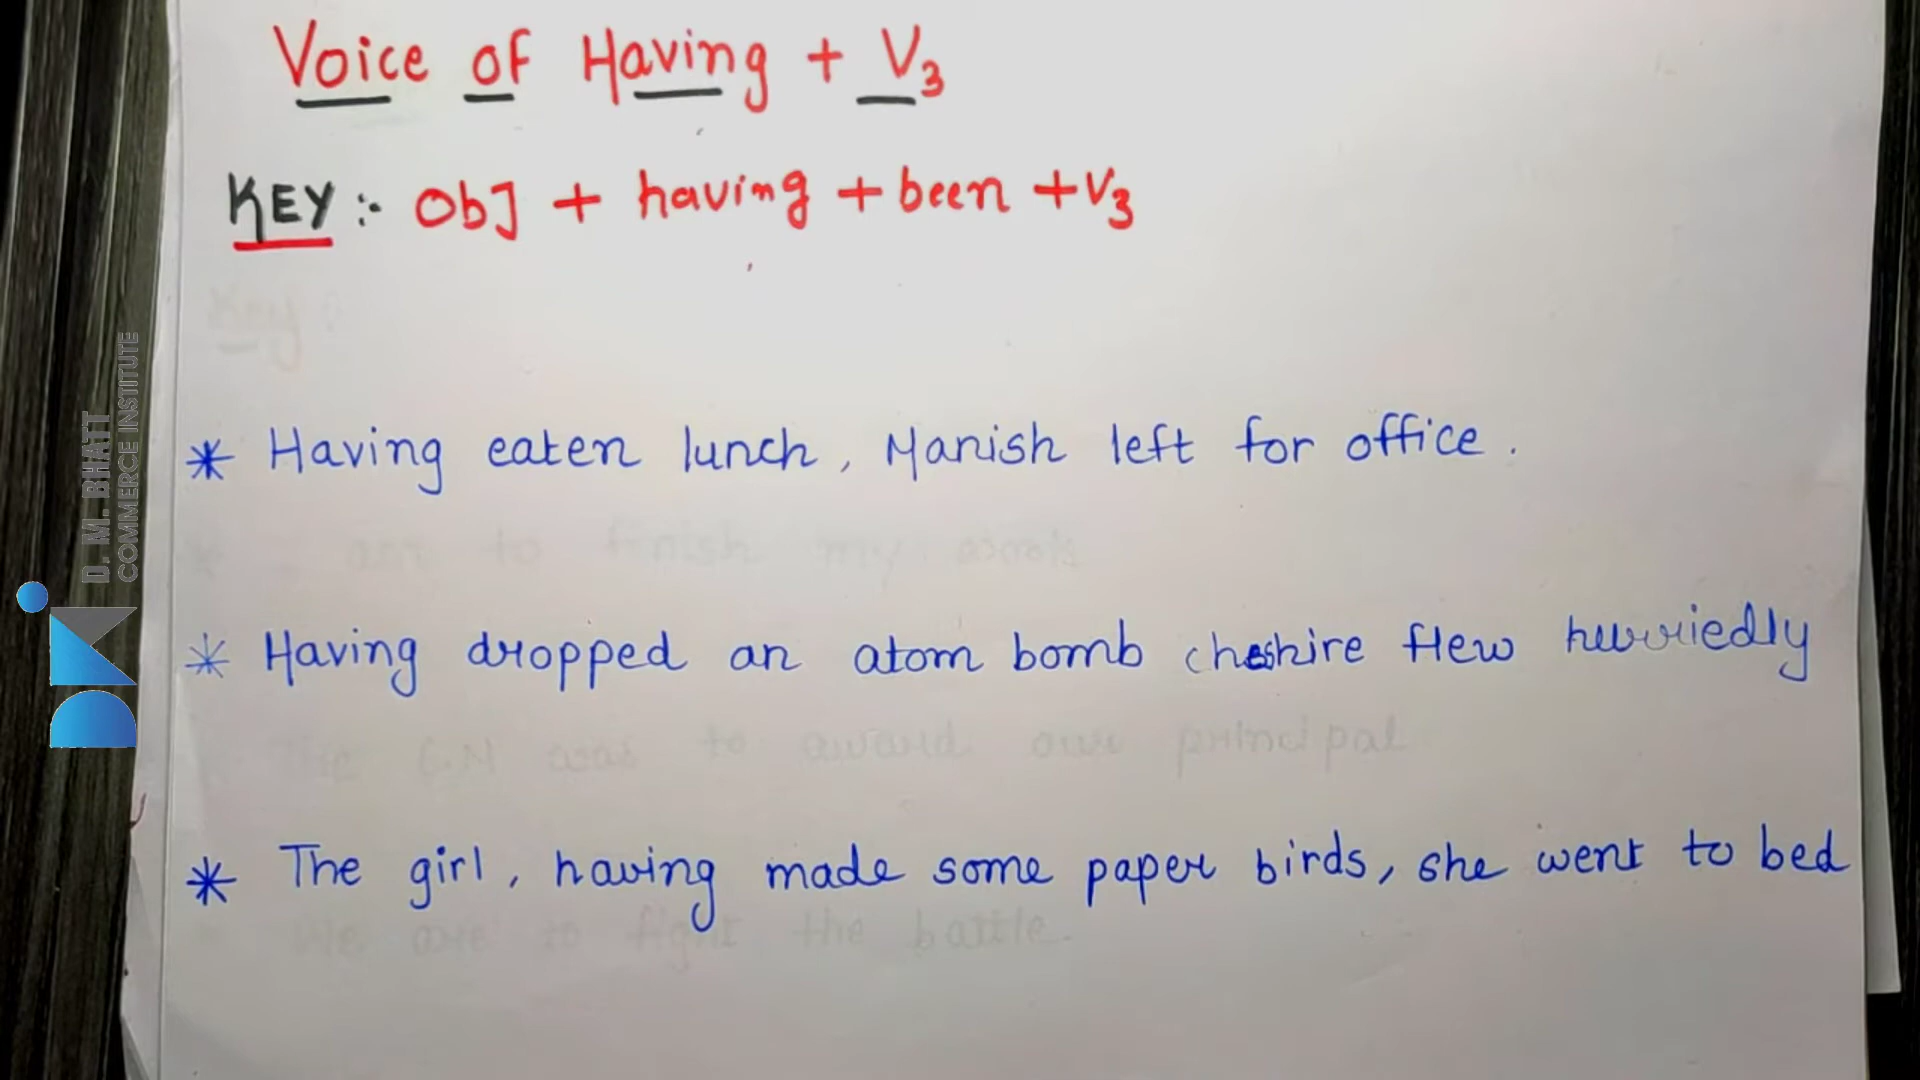 Voice of Having + V3
KEY :- Obj + having + been + V3
* Having eaten lunch, Manish left for office.
* Having dropped an atom bomb cheshire flew hurriedly
* The girl, having made some paper birds, she went to bed
D. M. BHATT
COMMERCE INSTITUTE